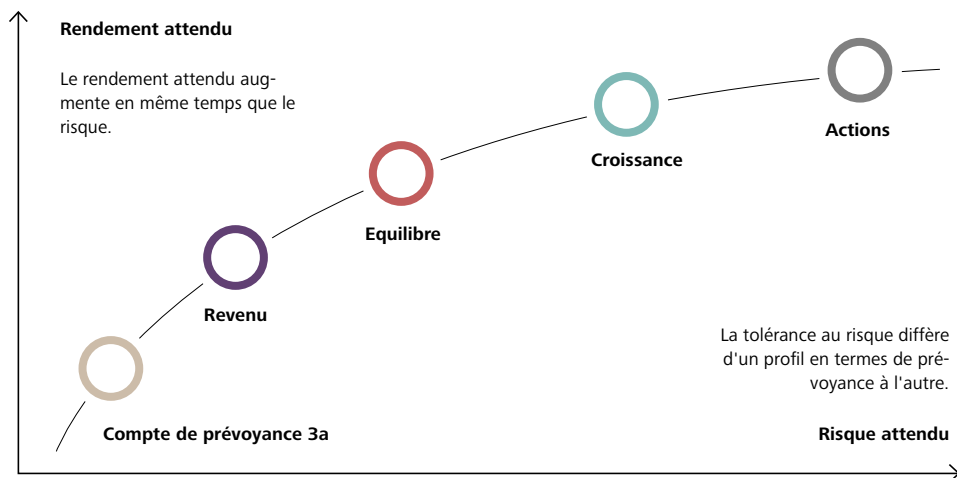 Rendement attendu
Le rendement attendu aug-
mente en même temps que le
risque.
Actions
Croissance
Equilibre
Revenu
La tolérance au risque diffère
d'un profil en termes de pré-
voyance à l'autre.
Compte de prévoyance 3a
Risque attendu